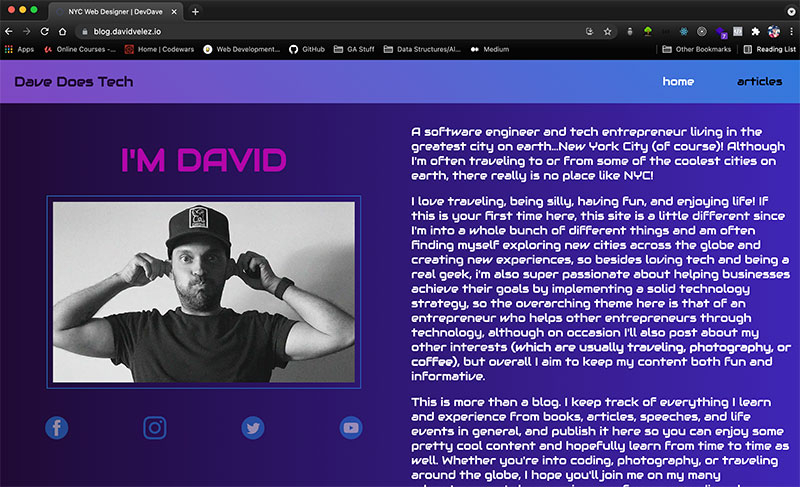 NYC Web Designer | DevDave
blog.davidvelez.io
Apps
Online Courses -...
Home | Codewars
Web Development...
GitHub
GA Stuff
Data Structures/Al...
Medium
Other Bookmarks
Reading List
Dave Does Tech
home
articles
I'M DAVID
A software engineer and tech entrepreneur living in the
greatest city on earth...New York City (of course)! Although
I'm often traveling to or from some of the coolest cities on
earth, there really is no place like NYC!
I love traveling, being silly, having fun, and enjoying life! If
this is your first time here, this site is a little different since
I'm into a whole bunch of different things and am often
finding myself exploring new cities across the globe and
creating new experiences, so besides loving tech and being a
real geek, i'm also super passionate about helping businesses
achieve their goals by implementing a solid technology
strategy, so the overarching theme here is that of an
entrepreneur who helps other entrepreneurs through
technology, although on occasion I'll also post about my
other interests (which are usually traveling, photography, or
coffee), but overall I aim to keep my content both fun and
informative.
This is more than a blog. I keep track of everything I learn
and experience from books, articles, speeches, and life
events in general, and publish it here so you can enjoy some
pretty cool content and hopefully learn from time to time as
well. Whether you're into coding, photography, or traveling
around the globe, I hope you'll join me on my many